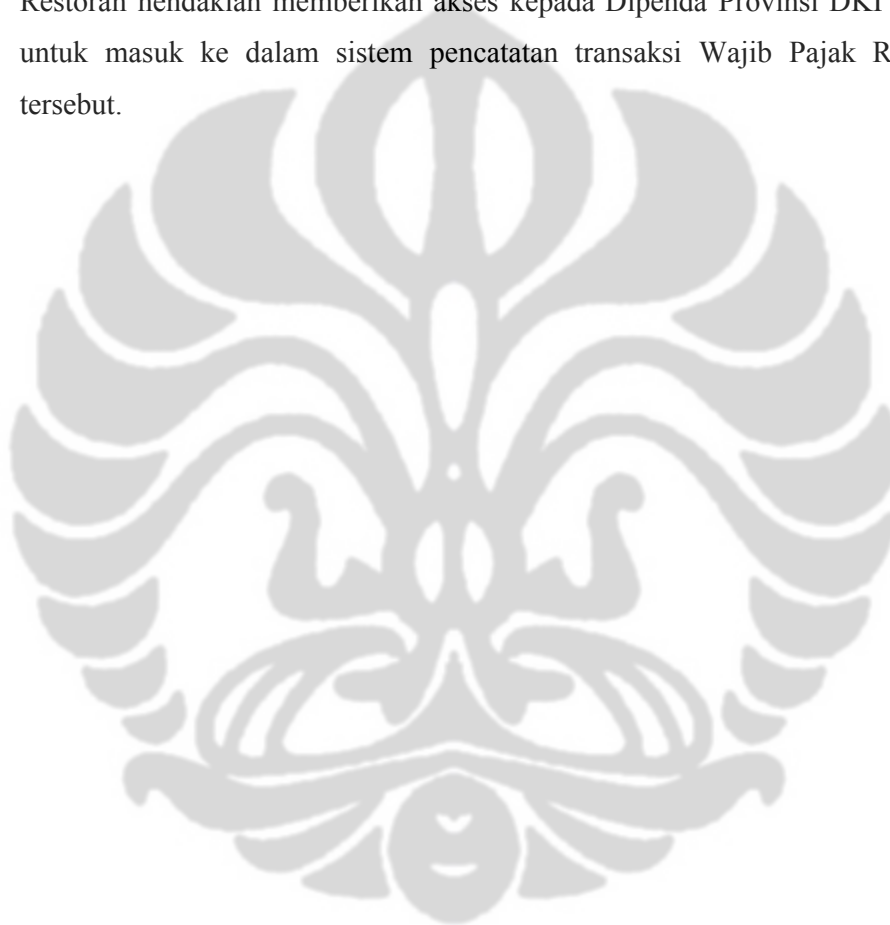 Restoran hendaklah memberikan akses kepada Dipenda Provinsi DKI
untuk masuk ke dalam sistem pencatatan transaksi Wajib Pajak R
tersebut.